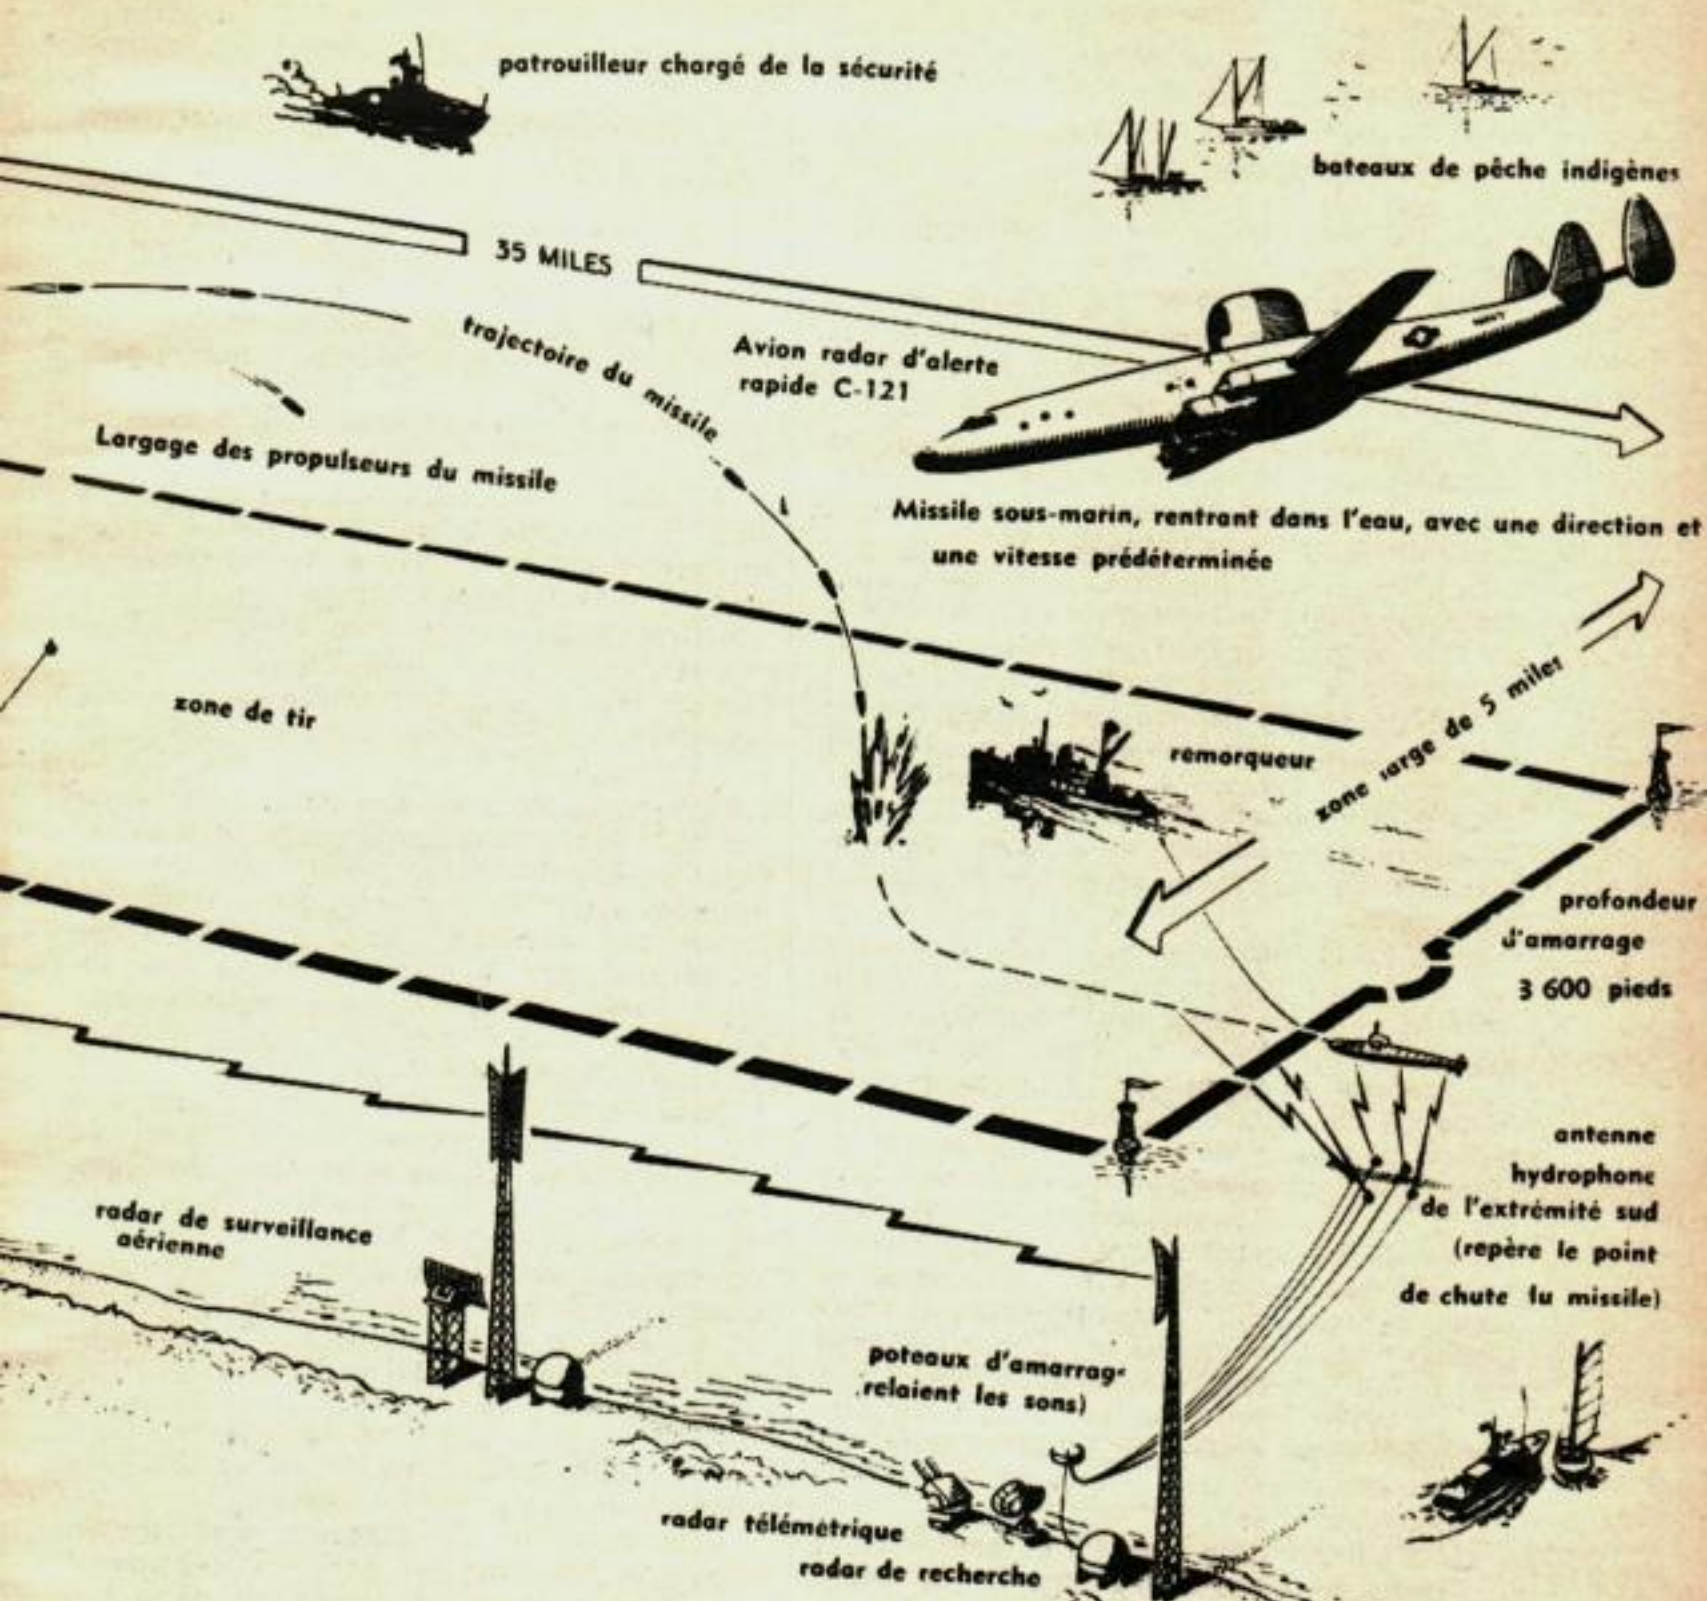 patrouilleur chargé de la sécurité
bateaux de pêche indigènes
35 MILES
trajectoire du missile
Avion radar d'alerte
rapide C-121
NAVY
Largage des propulseurs du missile
Missile sous-marin, rentrant dans l'eau, avec une direction et
une vitesse prédéterminée
zone de tir
remorqueur
zone large de 5 miles
profondeur
d'amarrage
3 600 pieds
antenne
hydrophone
de l'extrémité sud
(repère le point
de chute du missile)
radar de surveillance
aérienne
poteaux d'amarrage
relaient les sons)
radar télémétrique
radar de recherche